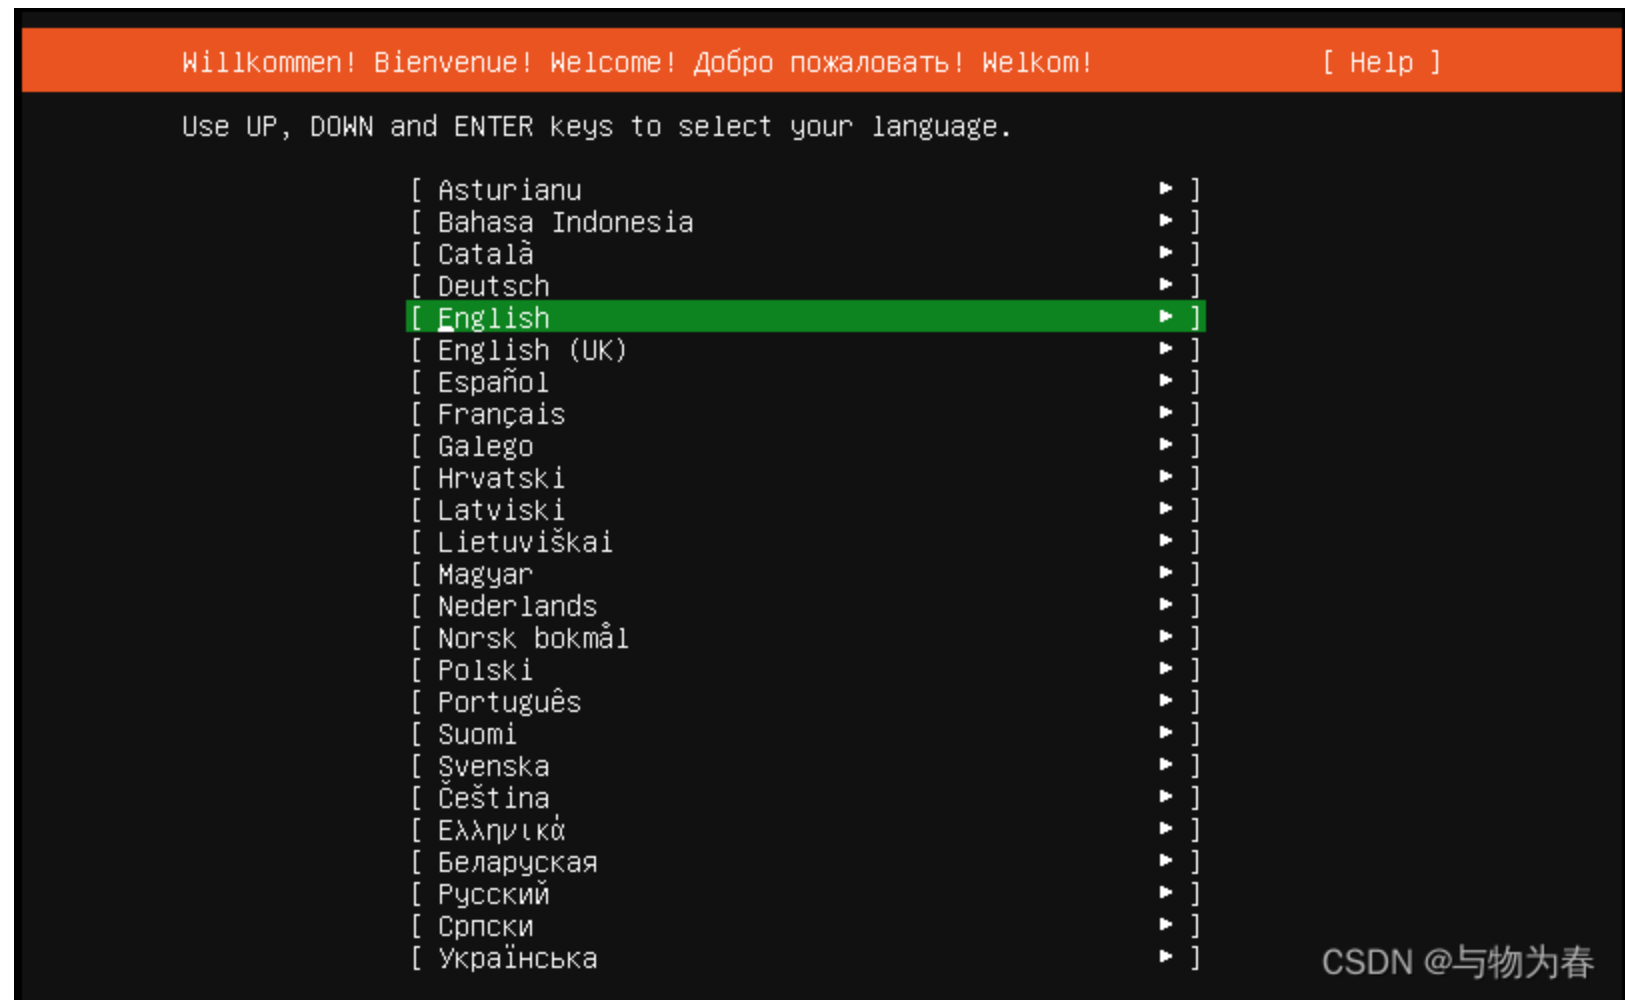 Willkommen! Bienvenue! Welcome! Добро пожаловать! Welkom! [ Help ]
Use UP, DOWN and ENTER keys to select your language.
[ Asturianu ► ]
[ Bahasa Indonesia ► ]
[ Català ► ]
[ Deutsch ► ]
[ English ► ]
[ English (UK) ► ]
[ Español ► ]
[ Français ► ]
[ Galego ► ]
[ Hrvatski ► ]
[ Latviski ► ]
[ Lietuviškai ► ]
[ Magyar ► ]
[ Nederlands ► ]
[ Norsk bokmål ► ]
[ Polski ► ]
[ Português ► ]
[ Suomi ► ]
[ Svenska ► ]
[ Čeština ► ]
[ Ελληνικά ► ]
[ Беларуская ► ]
[ Русский ► ]
[ Српски ► ]
[ Українська ► ]
CSDN @与物为春